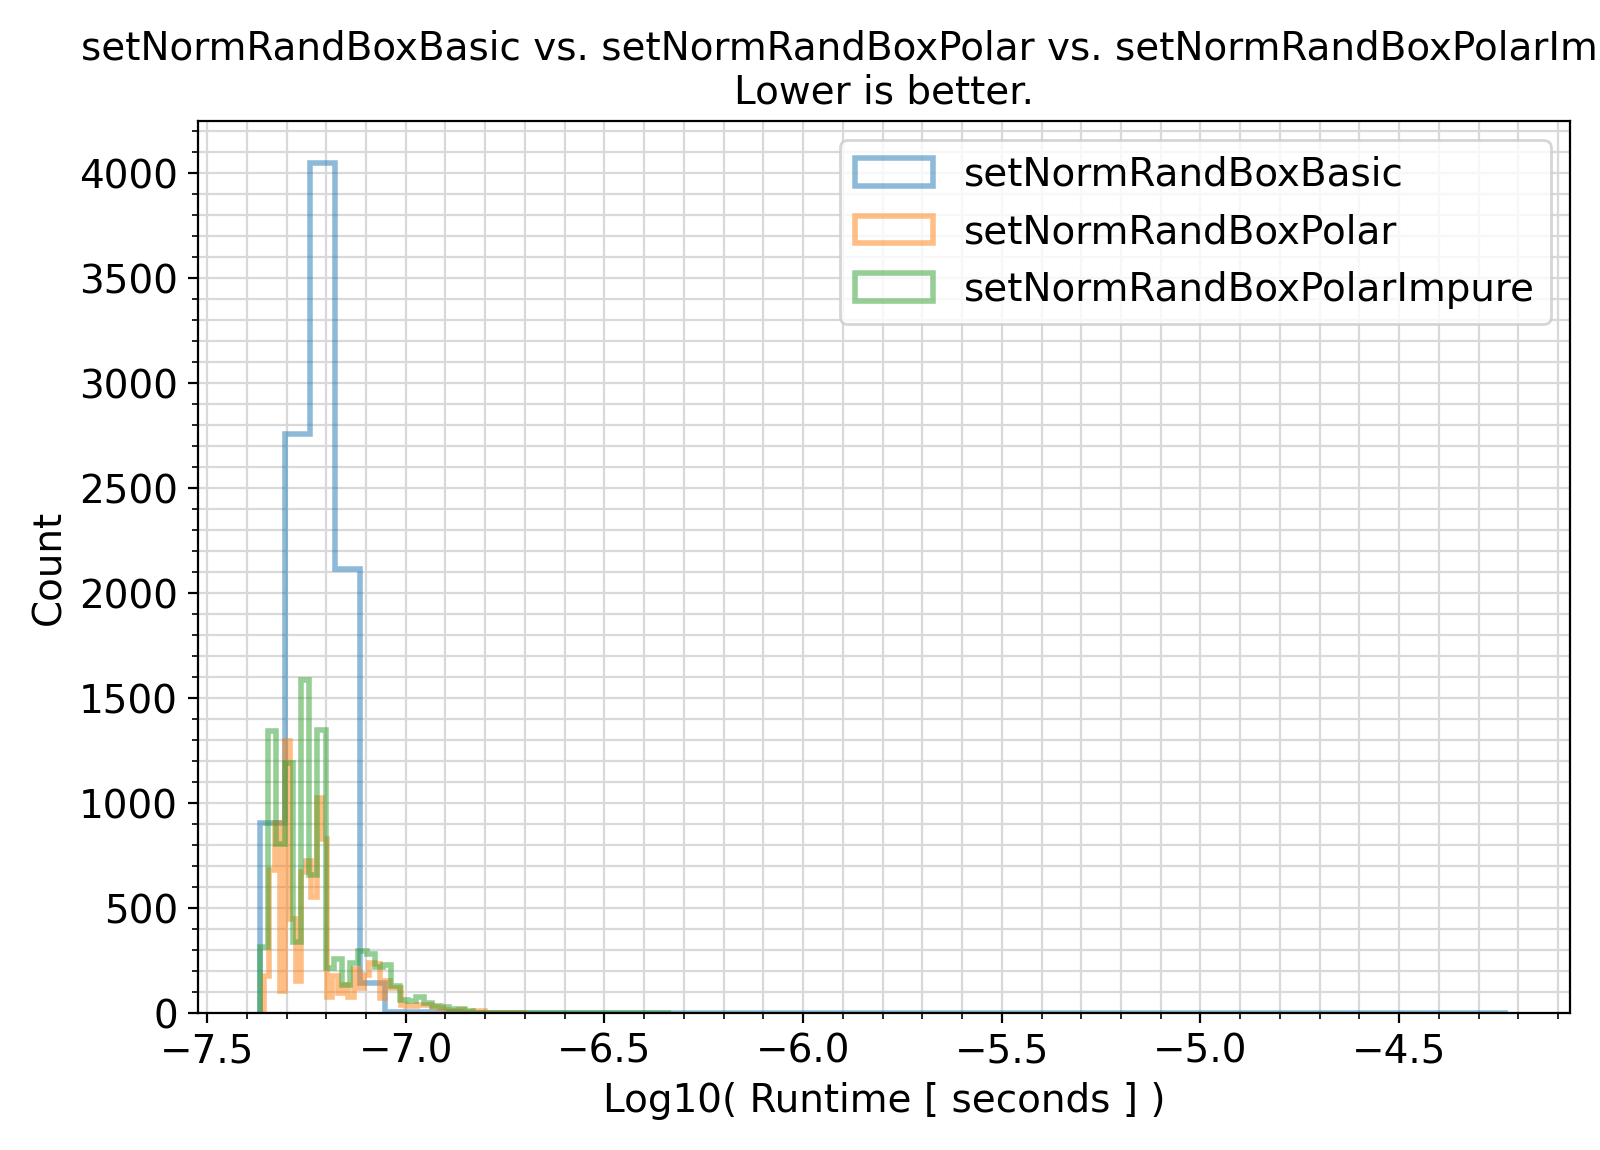 setNormRandBoxBasic vs. setNormRandBoxPolar vs. setNormRandBoxPolarIm
Lower is better.
4000
3500
3000
2500
2000
1500
1000
500
0
Count
setNormRandBoxBasic
setNormRandBoxPolar
setNormRandBoxPolarImpure
−7.5 −7.0 −6.5 −6.0 −5.5 −5.0 −4.5
Log10( Runtime [ seconds ] )